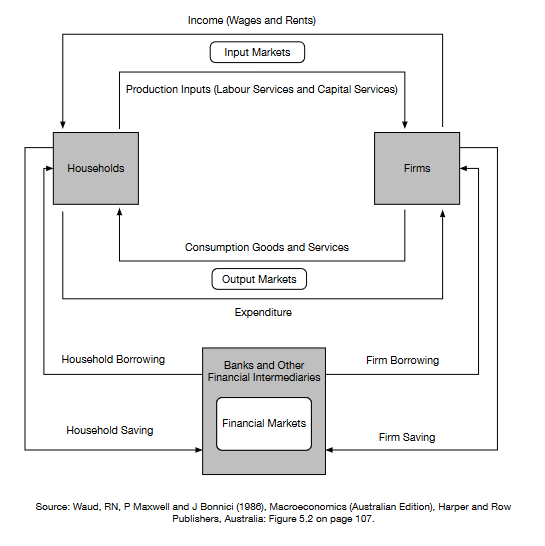 Income (Wages and Rents)
Input Markets
Production Inputs (Labour Services and Capital Services)
Households
Firms
Consumption Goods and Services
Output Markets
Expenditure
Household Borrowing
Banks and Other
Financial Intermediaries
Firm Borrowing
Financial Markets
Household Saving
Firm Saving
Source: Waud, RN, P Maxwell and J Bonnici (1986), Macroeconomics (Australian Edition), Harper and Row
Publishers, Australia: Figure 5.2 on page 107.